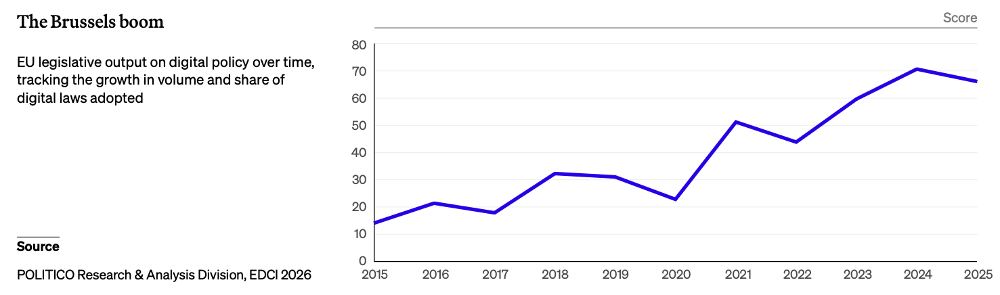 The Brussels boom
EU legislative output on digital policy over time,
tracking the growth in volume and share of
digital laws adopted
Source
POLITICO Research & Analysis Division, EDCI 2026
Score
80
70
60
50
40
30
20
10
0
2015 2016 2017 2018 2019 2020 2021 2022 2023 2024 2025